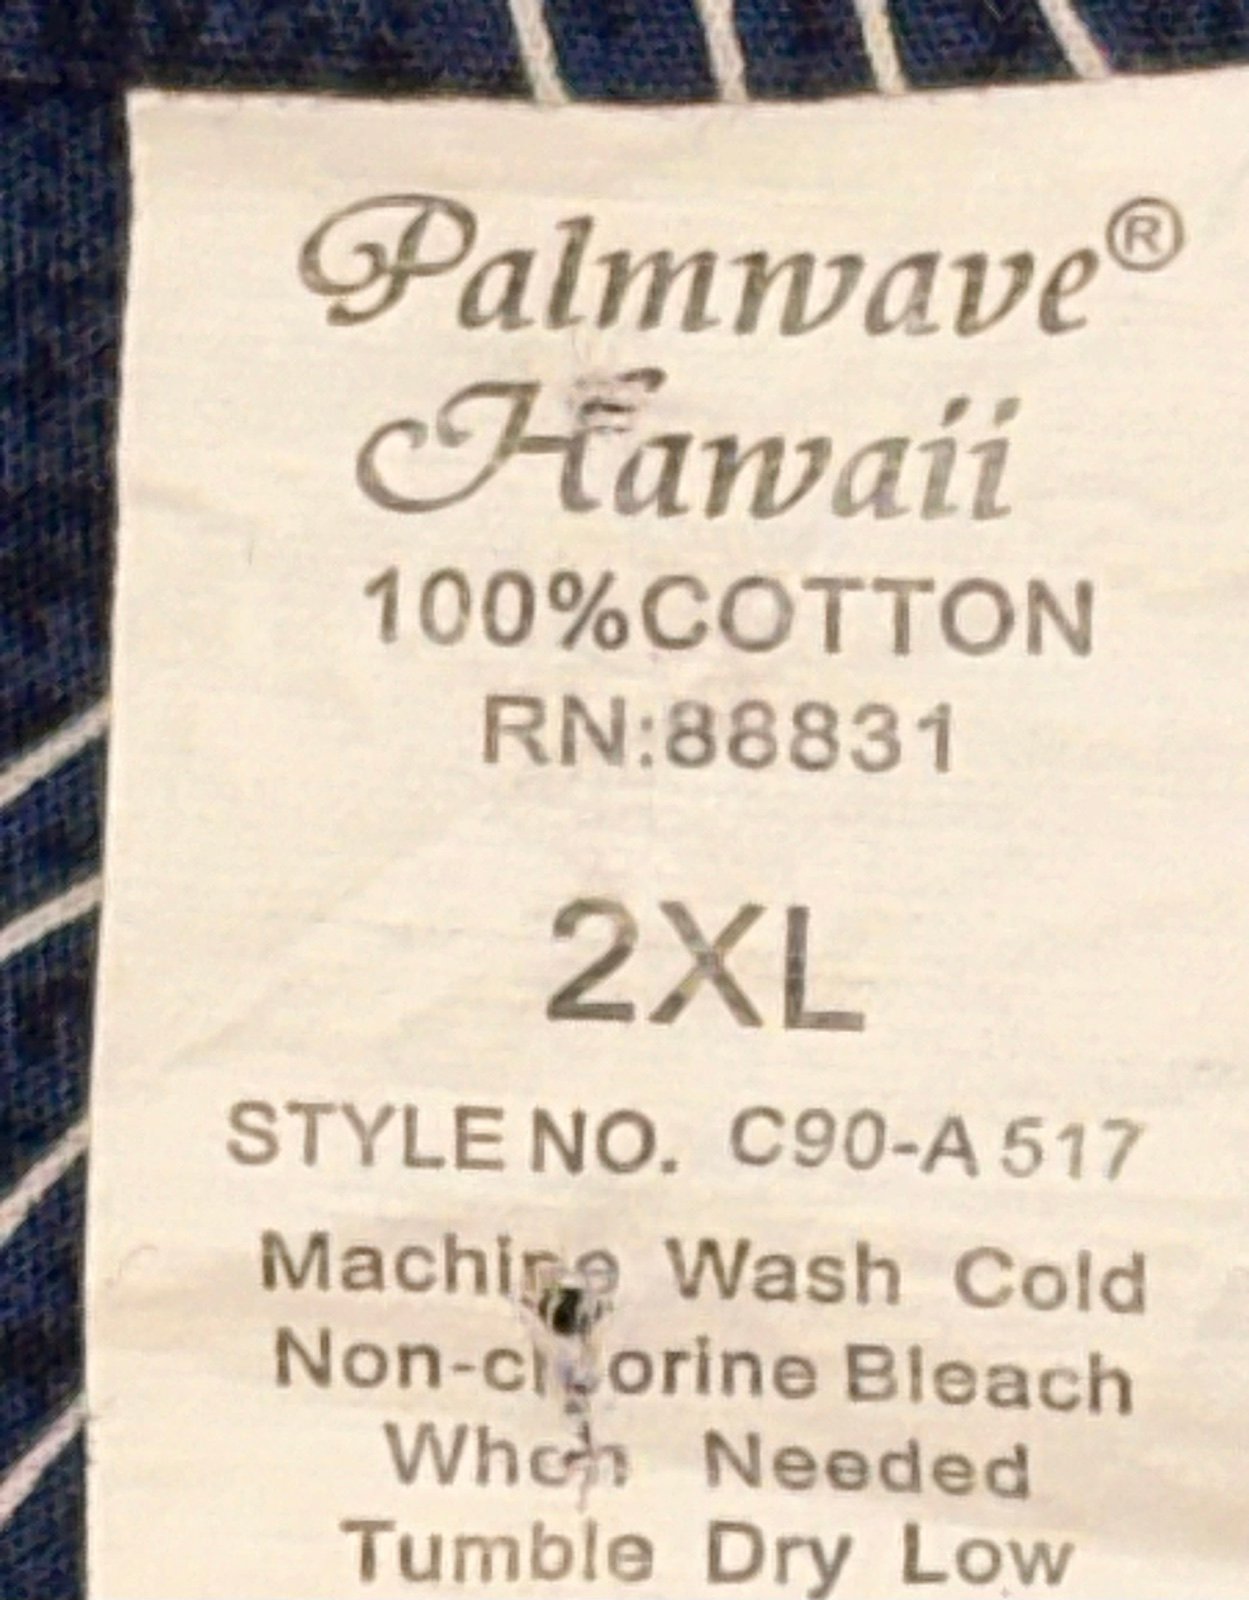 Palmwave®
Hawaii
100%COTTON
RN:88831
2XL
STYLE NO. C90-A517
Machine Wash Cold
Non-chlorine Bleach
When Needed
Tumble Dry Low